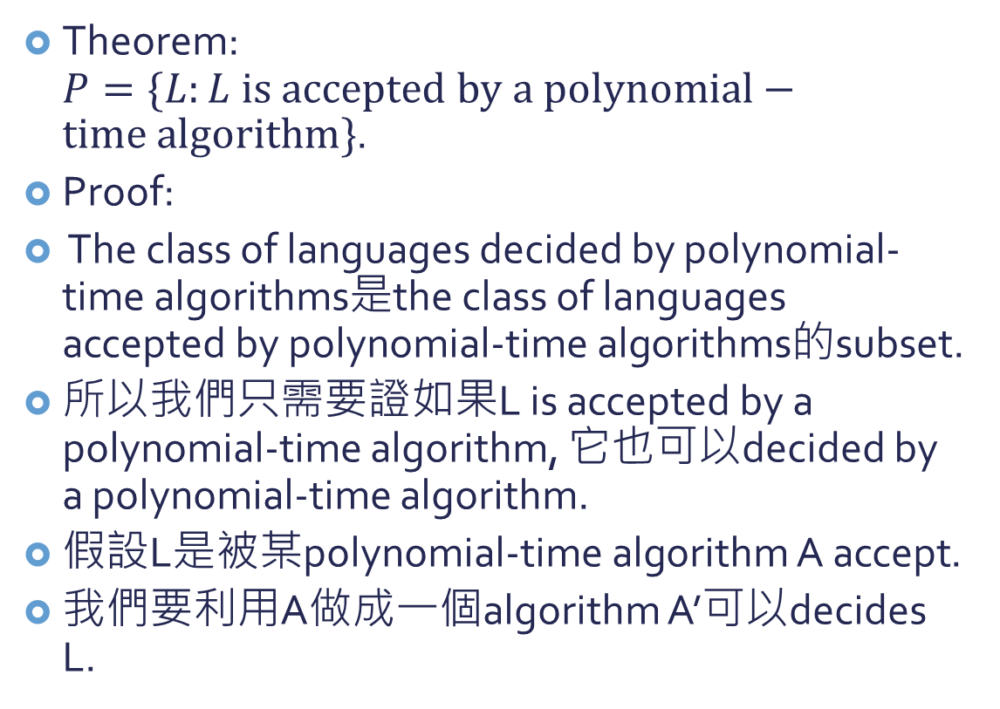 Theorem:
P = {L: L is accepted by a polynomial −
time algorithm}.
Proof:
The class of languages decided by polynomial-
time algorithms是the class of languages
accepted by polynomial-time algorithms的subset.
所以我們只需要證如果L is accepted by a
polynomial-time algorithm, 它也可以decided by
a polynomial-time algorithm.
假設L是被某polynomial-time algorithm A accept.
我們要利用A做成一個algorithm A’可以decides
L.